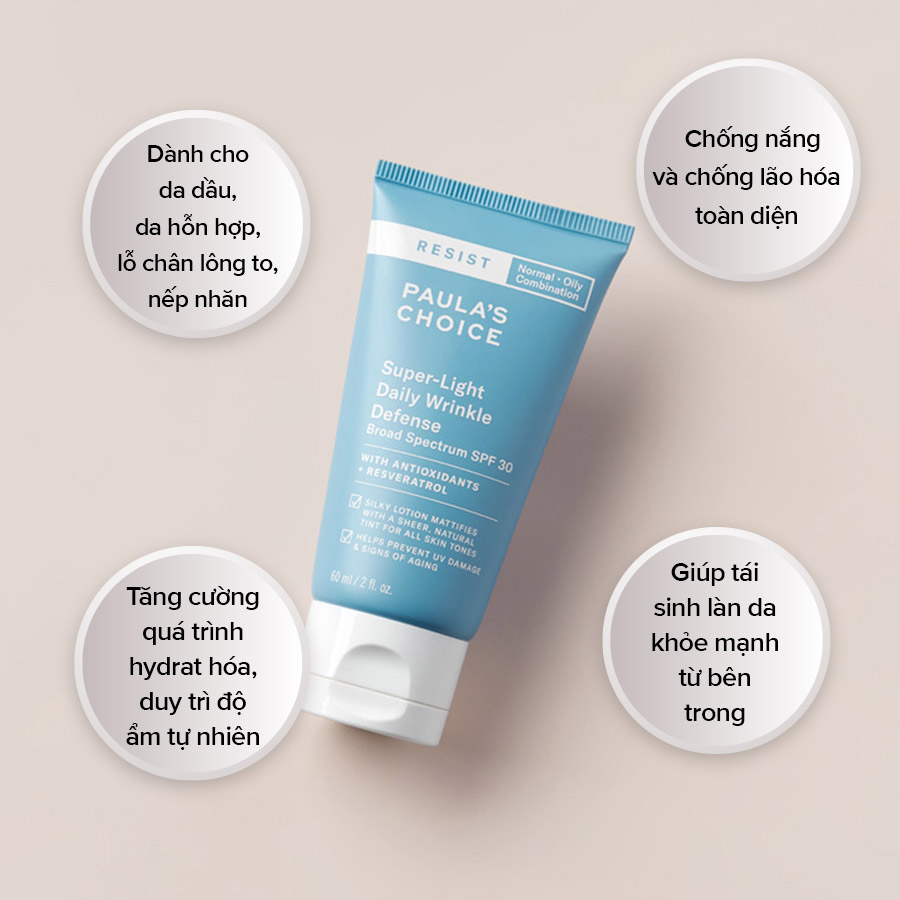 Dành cho
da dầu,
da hỗn hợp,
lỗ chân lông to,
nếp nhăn
Chống nắng
và chống lão hóa
toàn diện
RESIST
Normal • Oily
Combination
PAULA'S
CHOICE
Super-Light
Daily Wrinkle
Defense
Broad Spectrum SPF 30
WITH ANTIOXIDANTS
+ RESVERATROL
SILKY LOTION MATTIFIES
WITH A SHEER, NATURAL
TINT FOR ALL SKIN TONES
HELPS PREVENT UV DAMAGE
& SIGNS OF AGING
60 ml / 2 fl. oz.
Tăng cường
quá trình
hydrat hóa,
duy trì độ
ẩm tự nhiên
Giúp tái
sinh làn da
khỏe mạnh
từ bên
trong